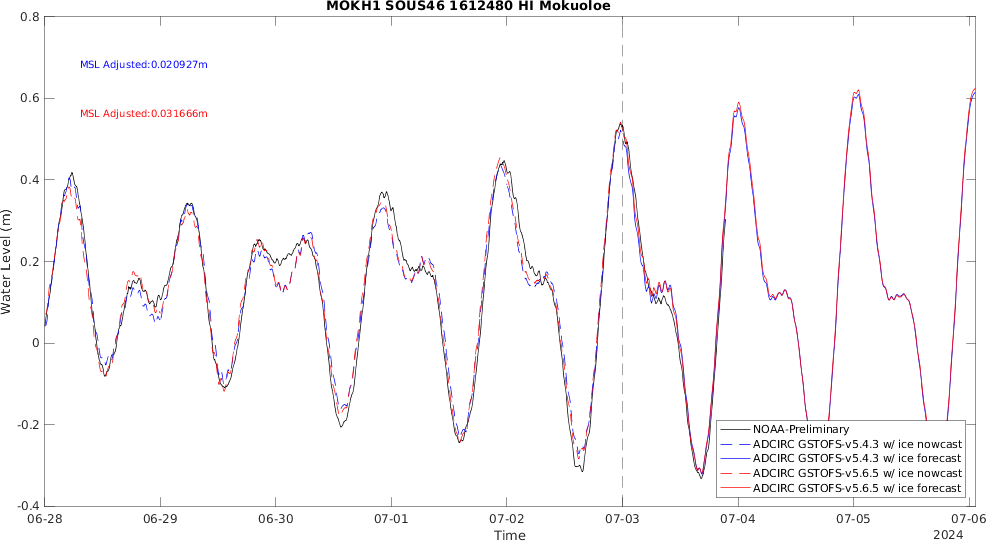 MOKH1 SOUS46 1612480 HI Mokuoloe
0.8
0.6
0.4
0.2
0
-0.2
-0.4
Water Level (m)
MSL Adjusted:0.020927m
MSL Adjusted:0.031666m
NOAA-Preliminary
ADCIRC GSTOFS-v5.4.3 w/ ice nowcast
ADCIRC GSTOFS-v5.4.3 w/ ice forecast
ADCIRC GSTOFS-v5.6.5 w/ ice nowcast
ADCIRC GSTOFS-v5.6.5 w/ ice forecast
06-28 06-29 06-30 07-01 07-02 07-03 07-04 07-05 07-06
Time
2024